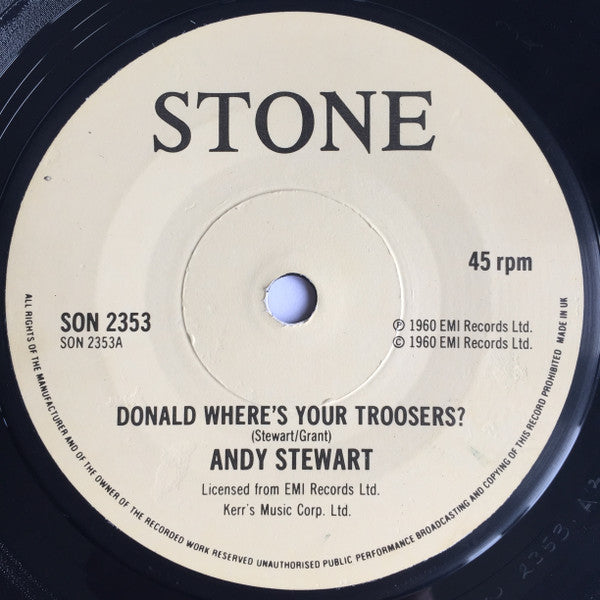 STONE
45 rpm
SON 2353
SON 2353A
℗ 1960 EMI Records Ltd.
© 1960 EMI Records Ltd.
DONALD WHERE'S YOUR TROOSERS?
(Stewart/Grant)
ANDY STEWART
Licensed from EMI Records Ltd.
Kerr's Music Corp. Ltd.
ALL RIGHTS OF THE MANUFACTURER AND OF THE OWNER OF THE RECORDED WORK RESERVED UNAUTHORISED PUBLIC PERFORMANCE BROADCASTING AND COPYING OF THIS RECORD PROHIBITED MADE IN UK